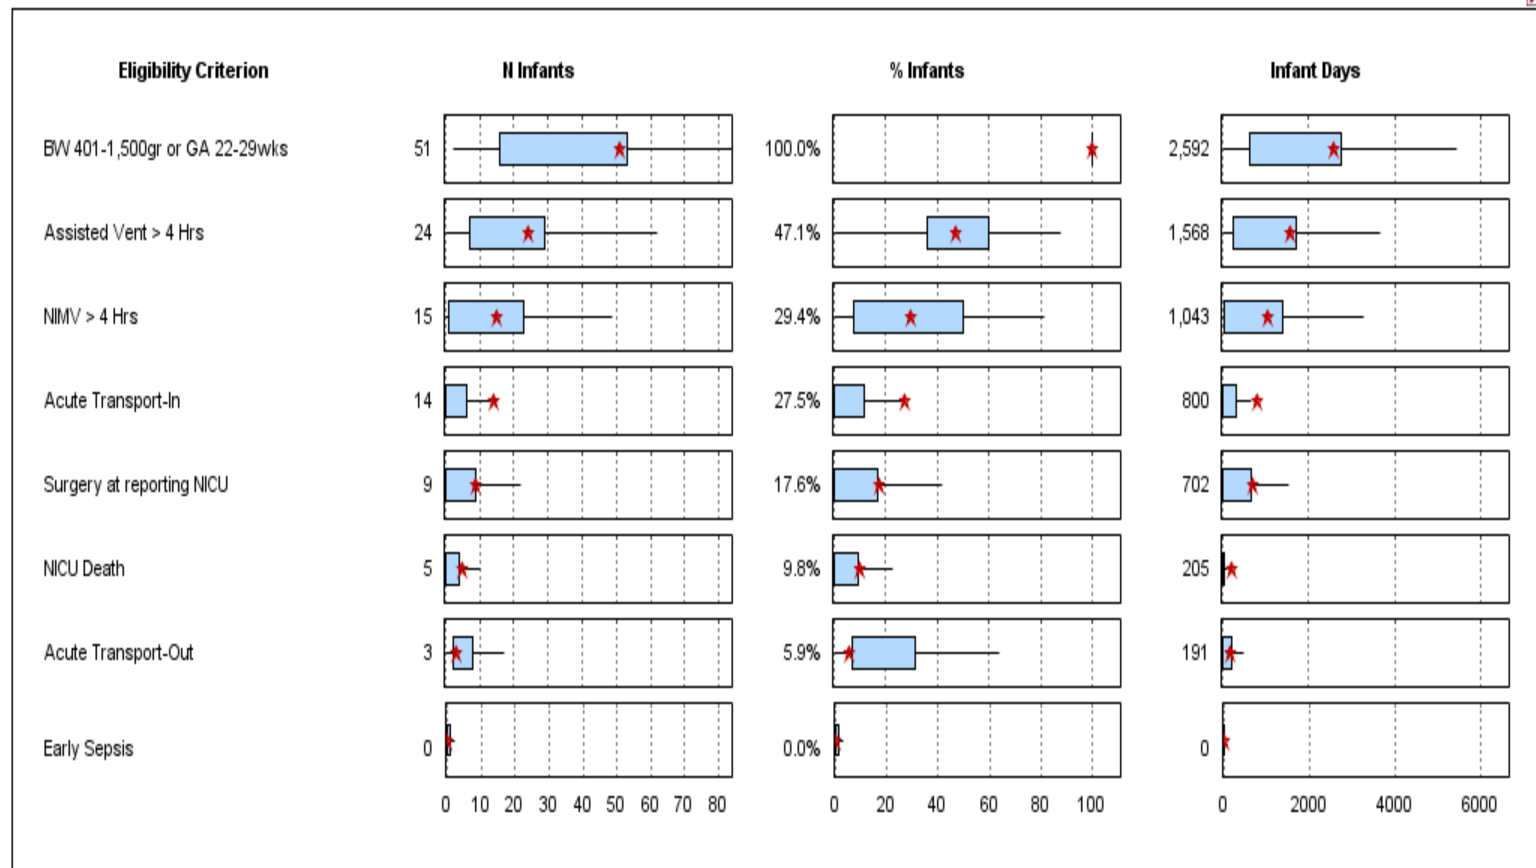 Eligibility Criterion N Infants % Infants Infant Days
BW 401-1,500gr or GA 22-29wks 51 100.0% 2,592
Assisted Vent > 4 Hrs 24 47.1% 1,568
NIMV > 4 Hrs 15 29.4% 1,043
Acute Transport-In 14 27.5% 800
Surgery at reporting NICU 9 17.6% 702
NICU Death 5 9.8% 205
Acute Transport-Out 3 5.9% 191
Early Sepsis 0 0.0% 0
0 10 20 30 40 50 60 70 80 0 20 40 60 80 100 0 2000 4000 6000